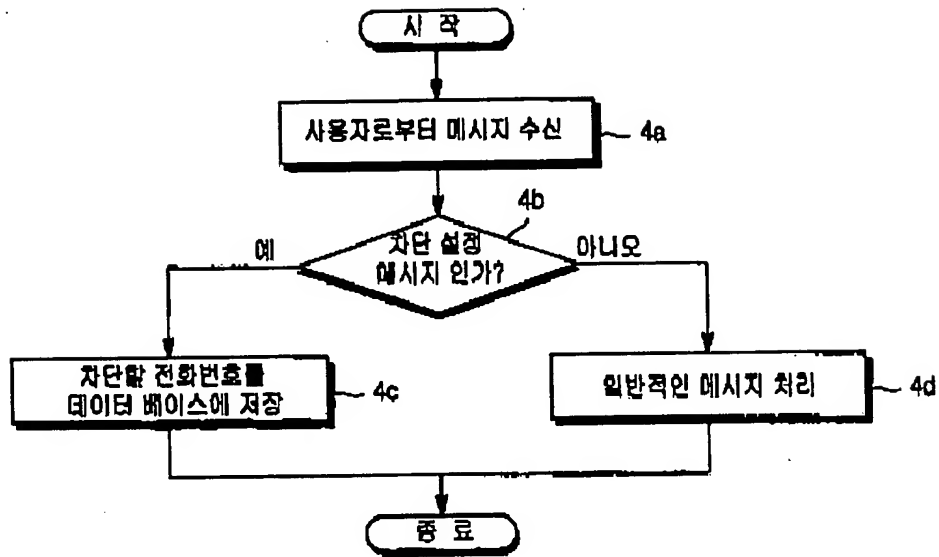 시 작
사용자로부터 메시지 수신
4a
4b
차단 설정
메시지 인가?
예
아니오
차단할 전화번호를
데이터 베이스에 저장
4c
일반적인 메시지 처리
4d
종 료